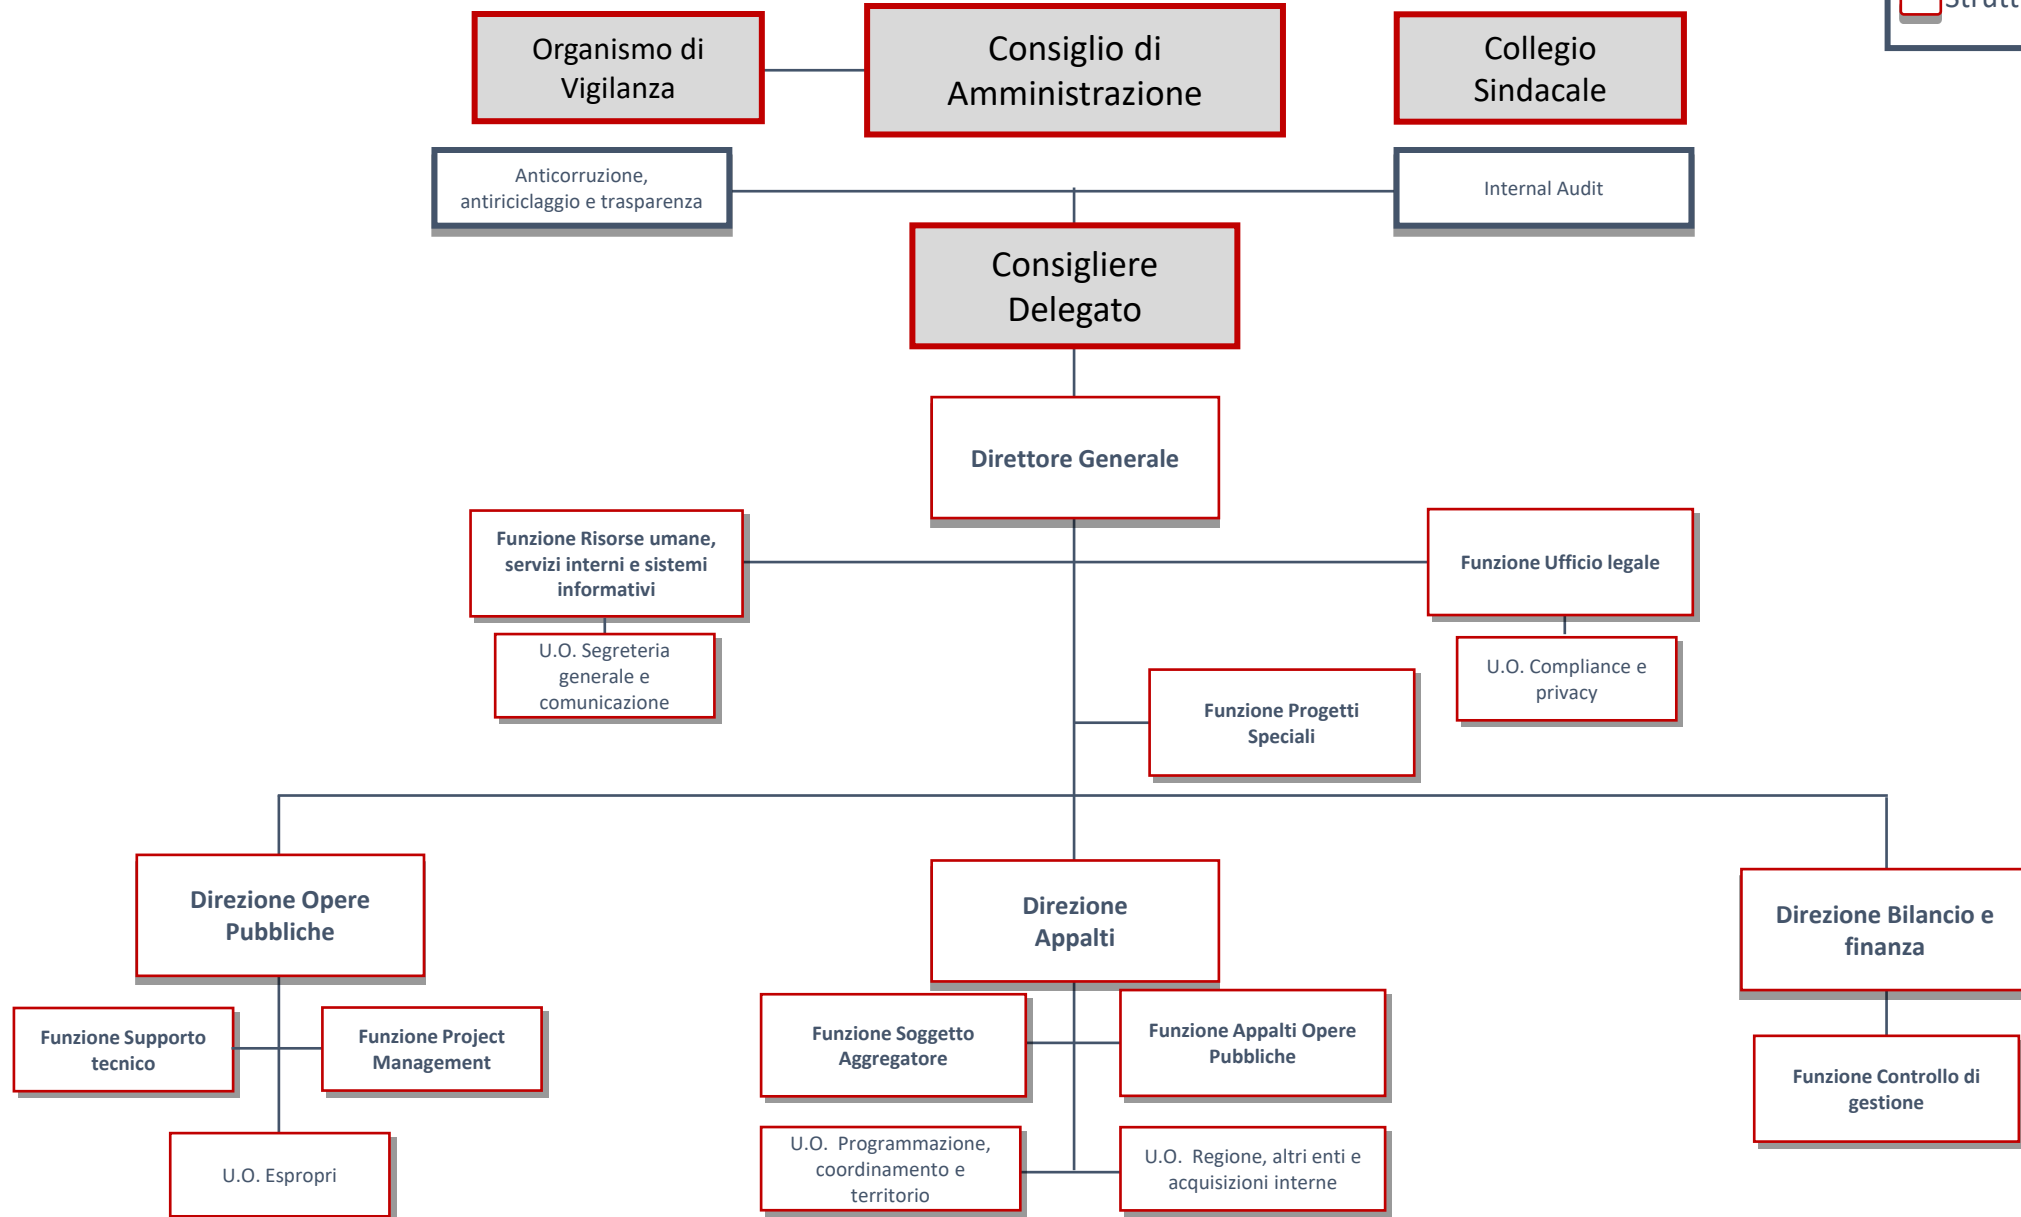 Organismo di
Vigilanza
Consiglio di
Amministrazione
Collegio
Sindacale
Anticorruzione,
antiriciclaggio e trasparenza
Internal Audit
Consigliere
Delegato
Direttore Generale
Funzione Risorse umane,
servizi interni e sistemi
informativi
Funzione Ufficio legale
U.O. Segreteria
generale e
comunicazione
U.O. Compliance e
privacy
Funzione Progetti
Speciali
Direzione Opere
Pubbliche
Direzione
Appalti
Direzione Bilancio e
finanza
Funzione Supporto
tecnico
Funzione Project
Management
Funzione Soggetto
Aggregatore
Funzione Appalti Opere
Pubbliche
Funzione Controllo di
gestione
U.O. Espropri
U.O. Programmazione,
coordinamento e
territorio
U.O. Regione, altri enti e
acquisizioni interne